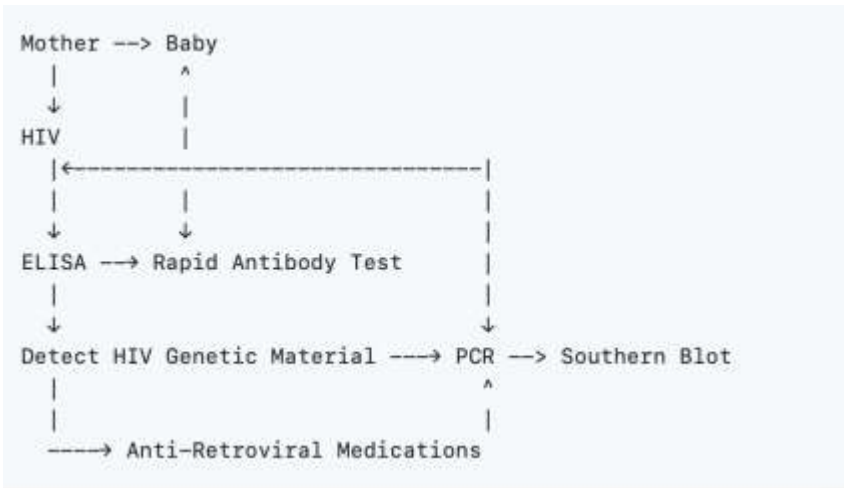 Mother --> Baby
| ^
↓ |
HIV |
|←--------------------------------|
| | |
↓ ↓ |
ELISA --→ Rapid Antibody Test |
| |
↓ ↓
Detect HIV Genetic Material ---→ PCR --> Southern Blot
| ^
| |
----→ Anti-Retroviral Medications